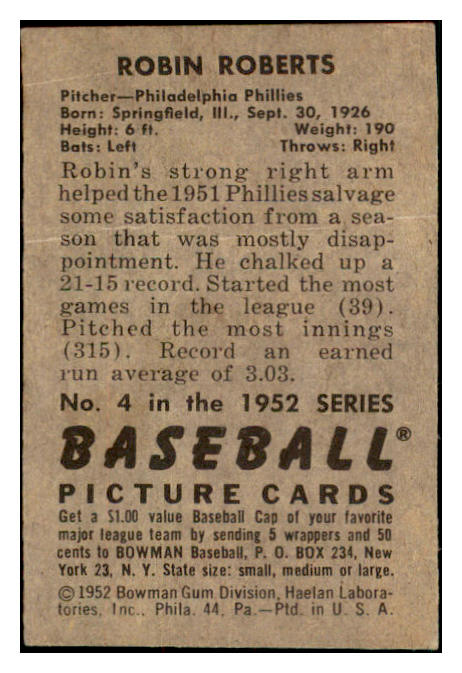 ROBIN ROBERTS
Pitcher—Philadelphia Phillies
Born: Springfield, Ill., Sept. 30, 1926
Height: 6 ft. Weight: 190
Bats: Left Throws: Right
Robin's strong right arm
helped the 1951 Phillies salvage
some satisfaction from a sea-
son that was mostly disap-
pointment. He chalked up a
21-15 record. Started the most
games in the league (39).
Pitched the most innings
(315). Record an earned
run average of 3.03.
No. 4 in the 1952 SERIES
BASEBALL®
PICTURE CARDS
Get a $1.00 value Baseball Cap of your favorite
major league team by sending 5 wrappers and 50
cents to BOWMAN Baseball, P. O. BOX 234, New
York 23, N. Y. State size: small, medium or large.
©1952 Bowman Gum Division, Haelan Labora-
tories, Inc., Phila. 44, Pa.—Ptd. in U. S. A.